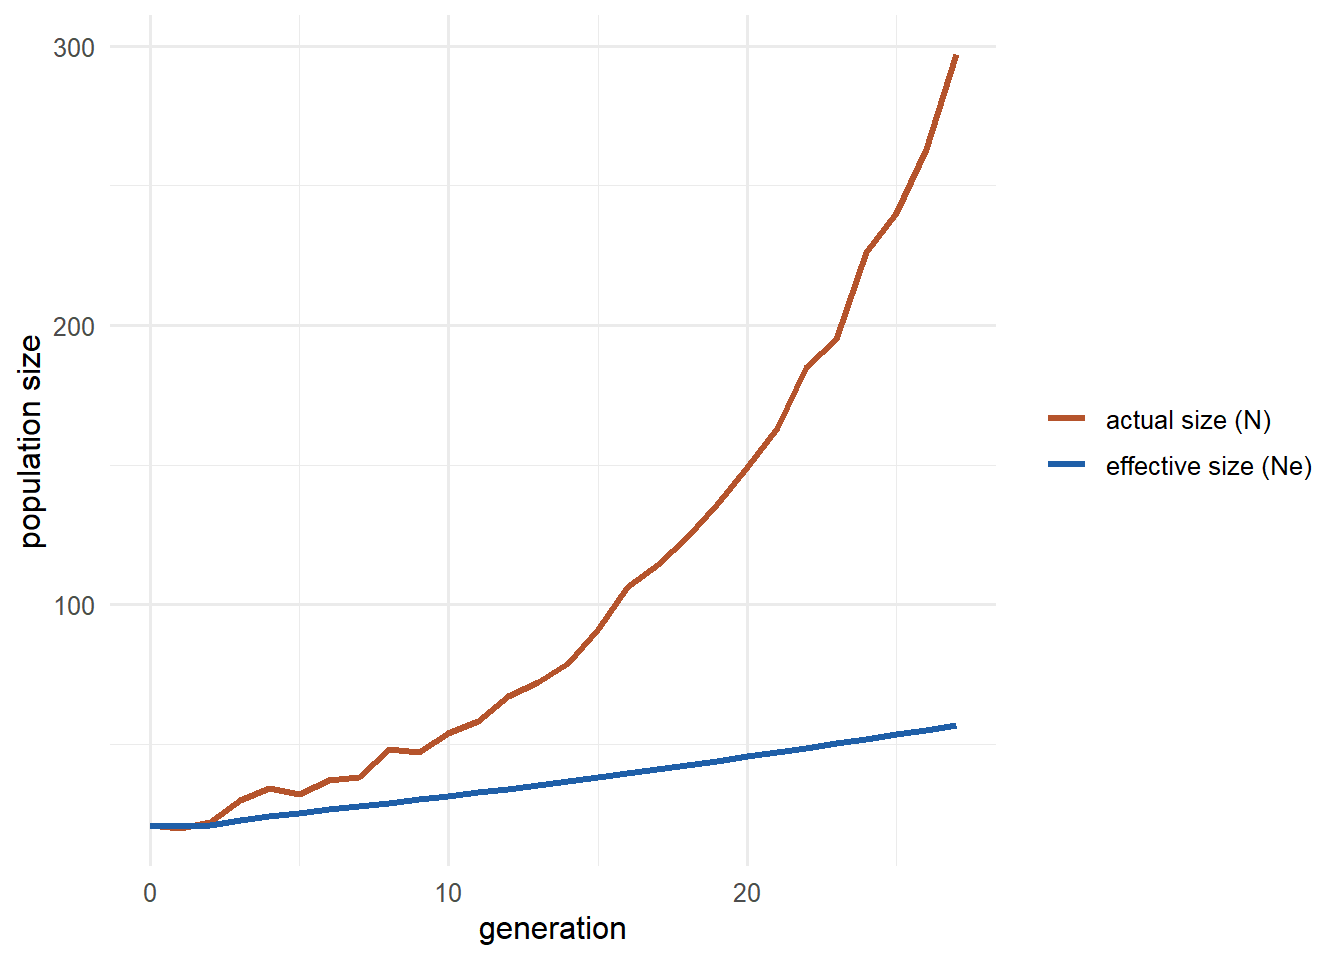 population size
300
200
100
0 10 20
generation
actual size (N)
effective size (Ne)